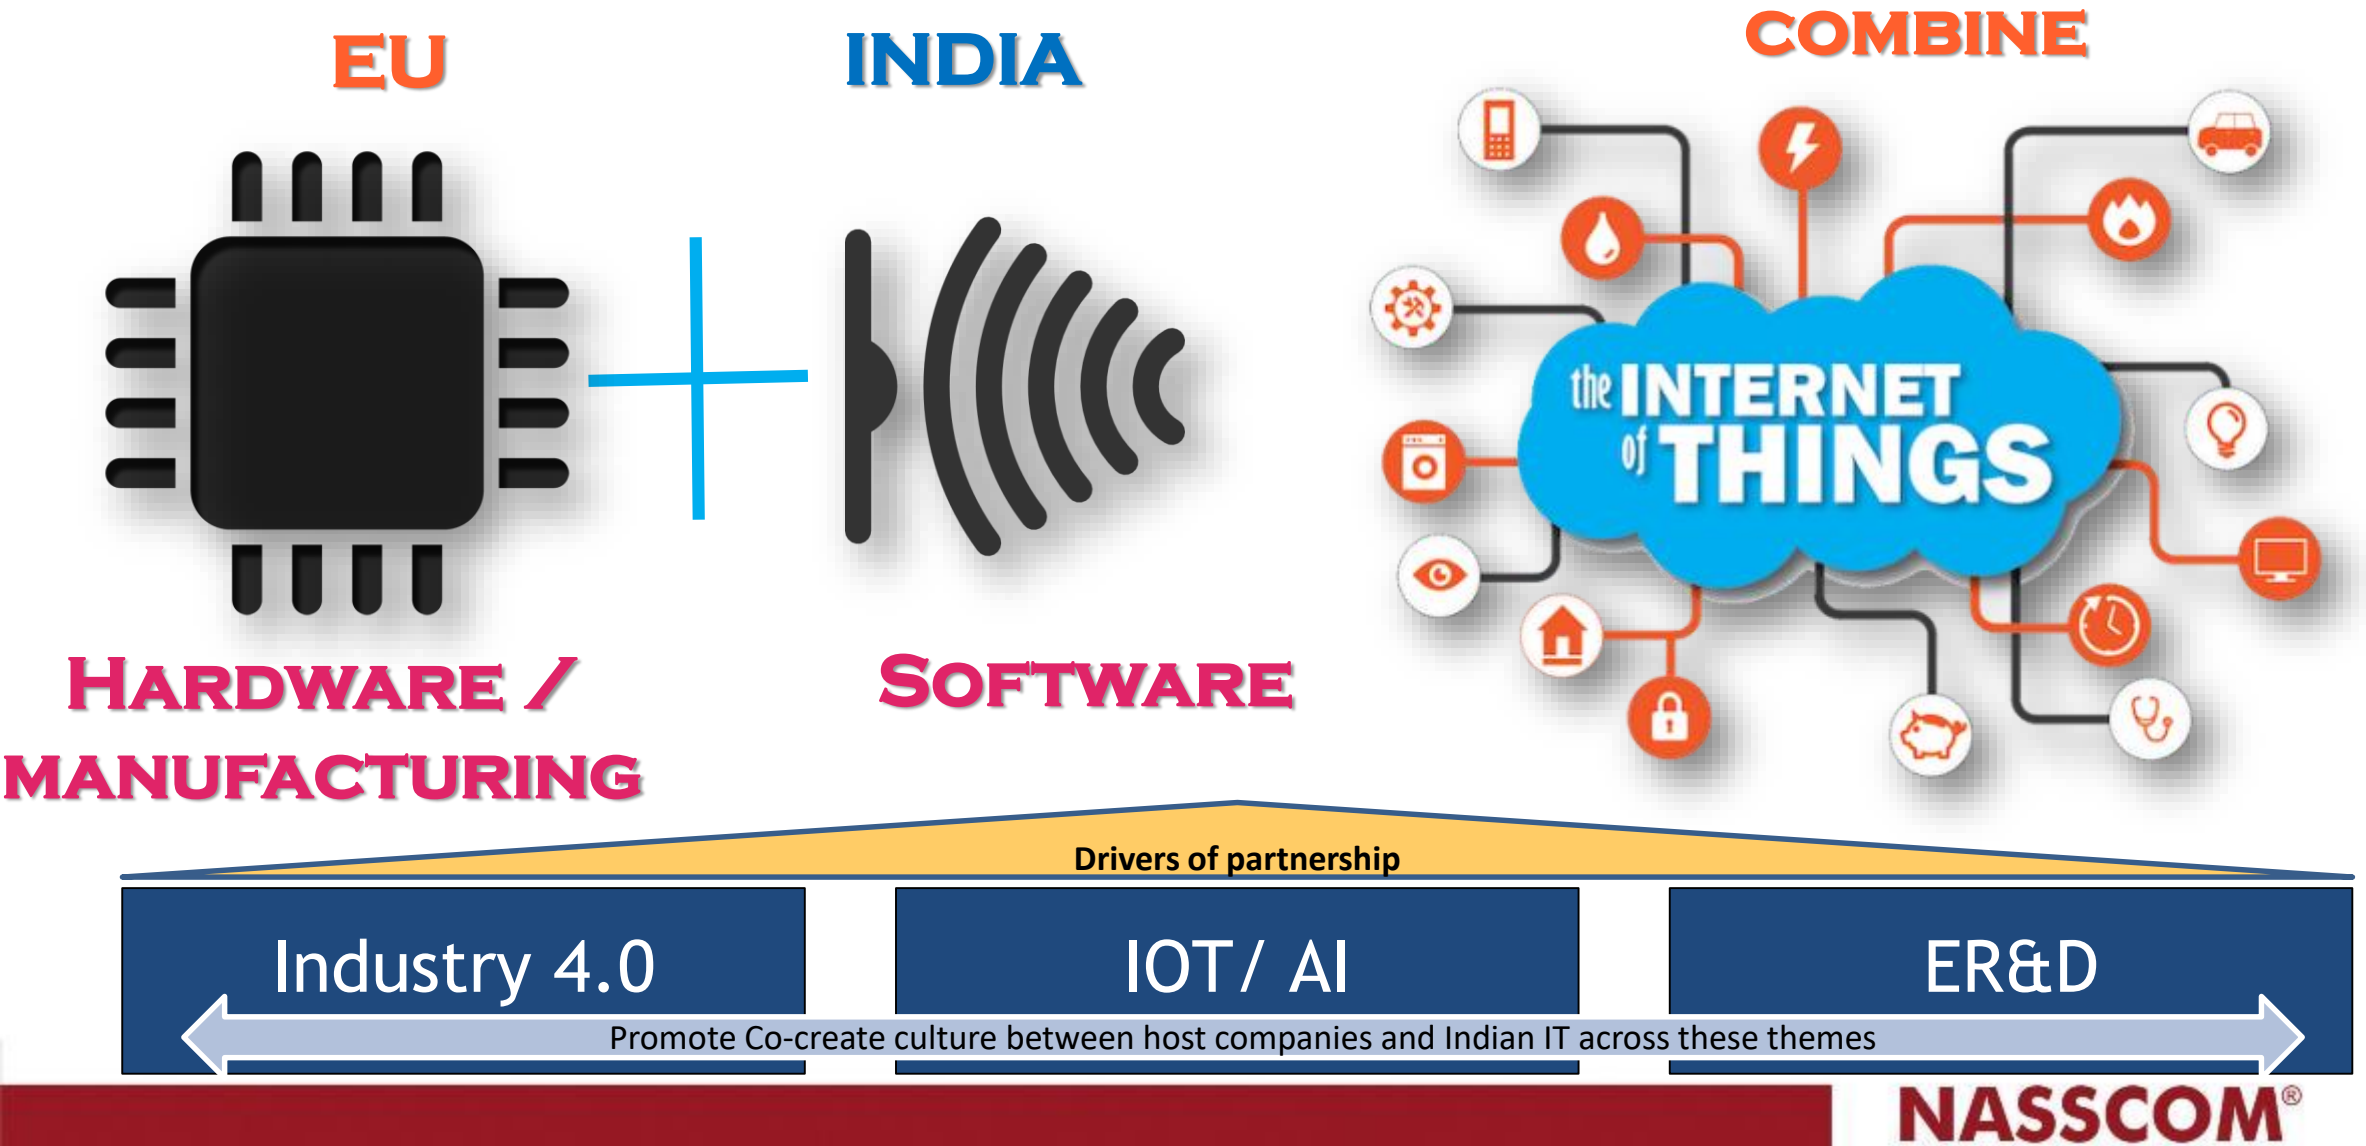 EU
INDIA
COMBINE
the INTERNET
of THINGS
HARDWARE /
MANUFACTURING
SOFTWARE
Drivers of partnership
Industry 4.0
IOT/ AI
ER&D
Promote Co-create culture between host companies and Indian IT across these themes
NASSCOM®